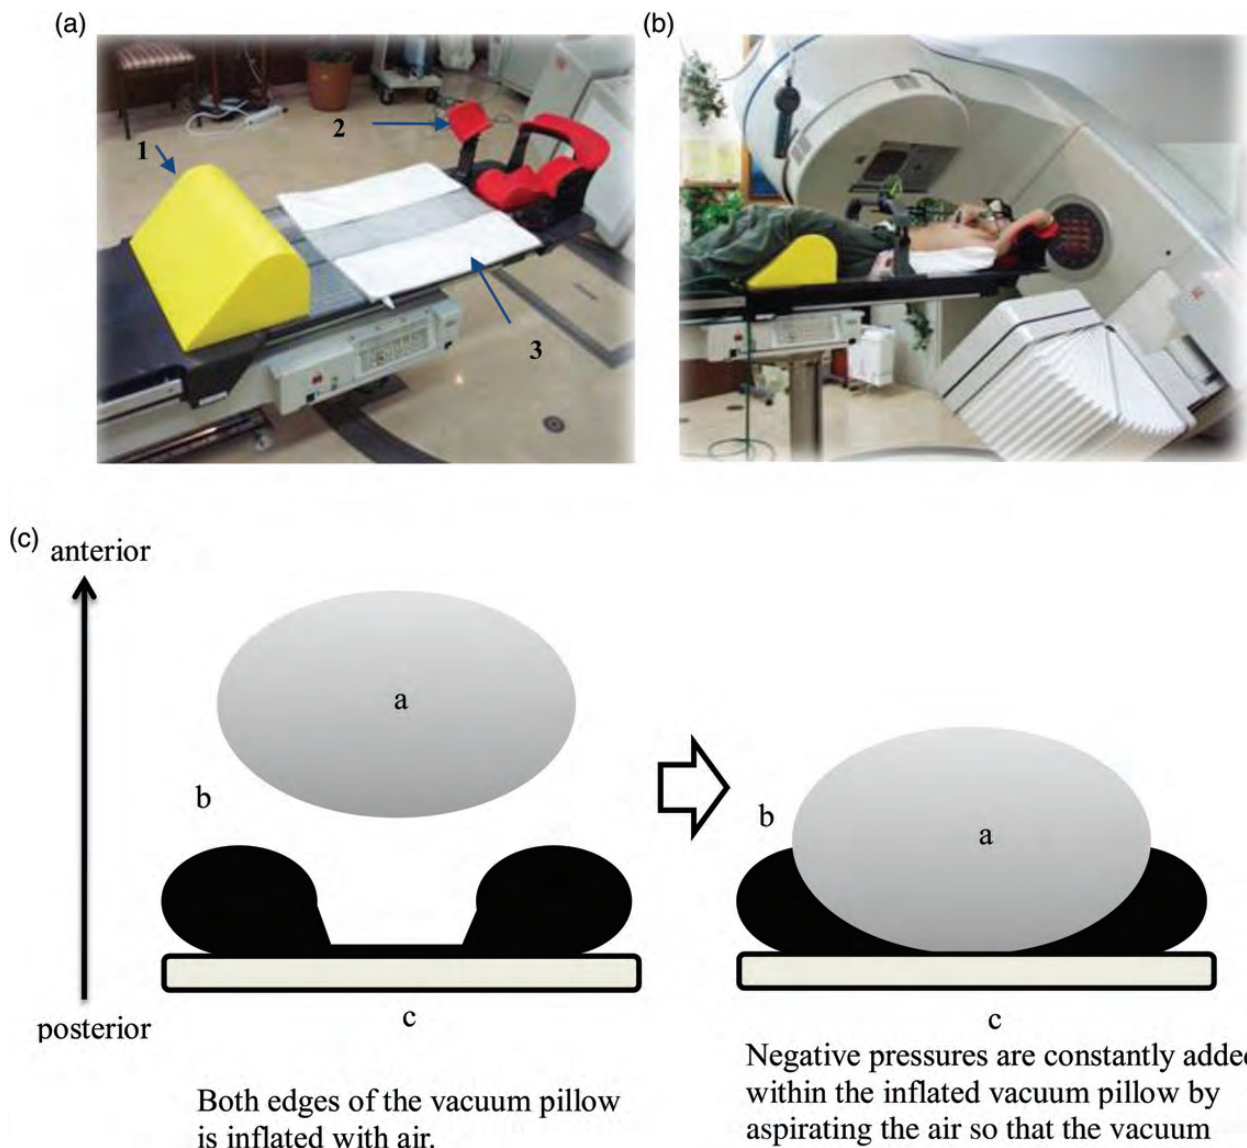 (a)
(b)
1
2
3
(c)
anterior
a
b
a
b
posterior
c
c
Both edges of the vacuum pillow
is inflated with air.
Negative pressures are constantly added
within the inflated vacuum pillow by
aspirating the air so that the vacuum